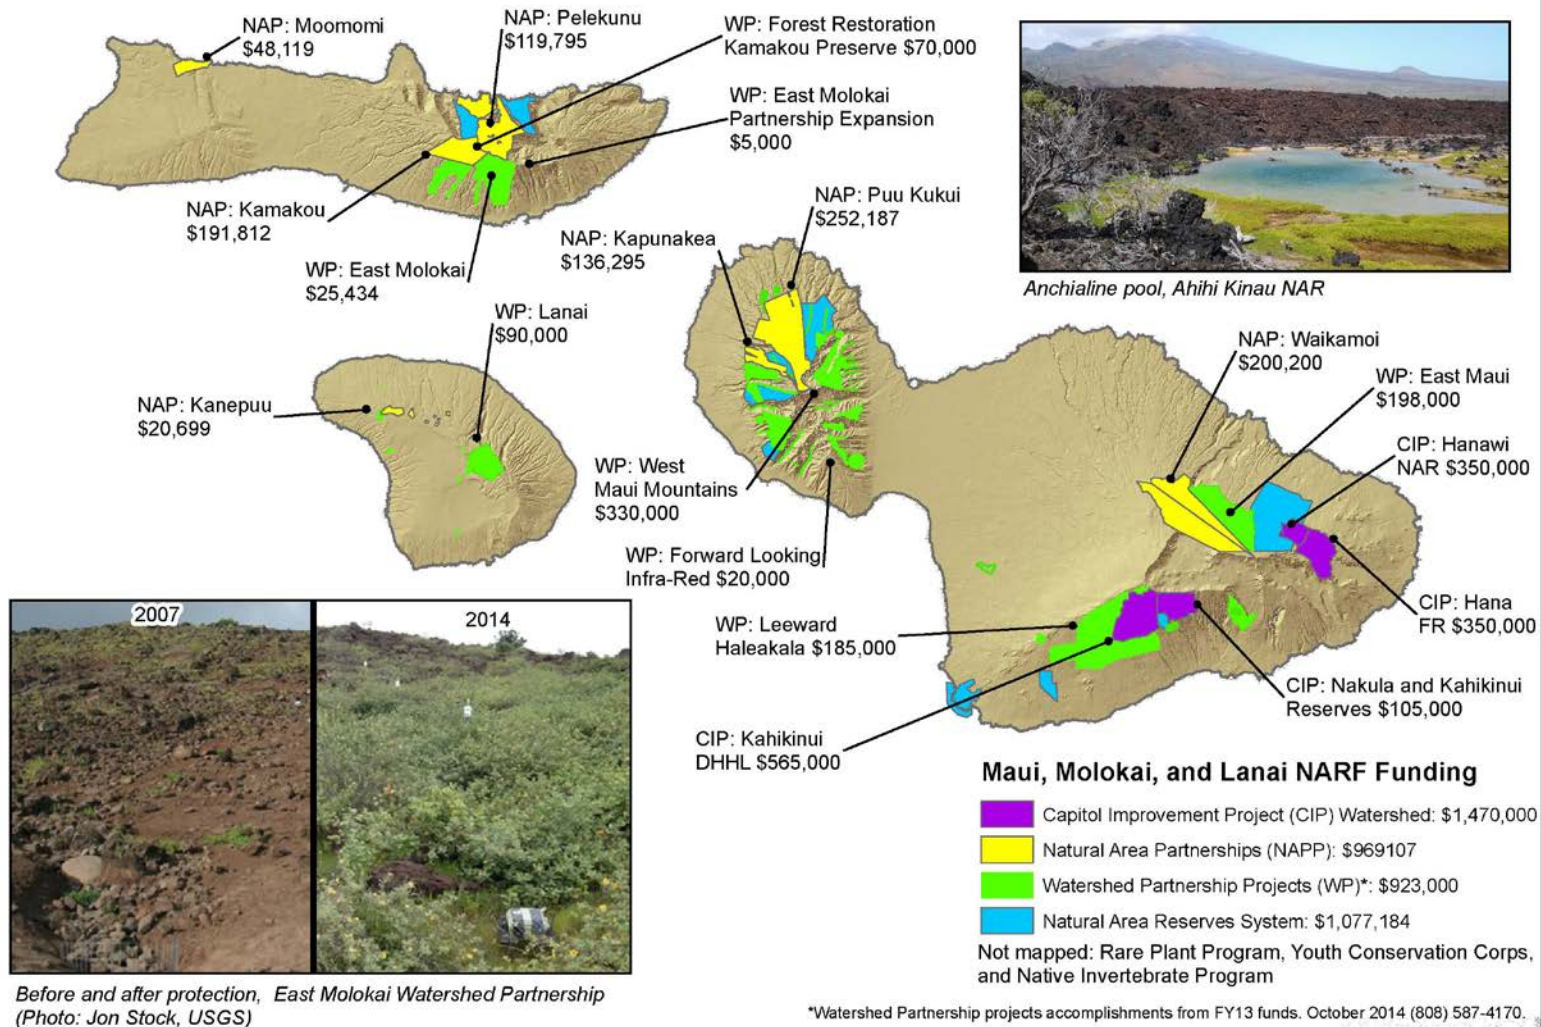 NAP: Moomomi
$48,119
NAP: Pelekunu
$119,795
WP: Forest Restoration
Kamakou Preserve $70,000
WP: East Molokai
Partnership Expansion
$5,000
NAP: Kamakou
$191,812
WP: East Molokai
$25,434
NAP: Puu Kukui
$252,187
NAP: Kapunakea
$136,295
Anchialine pool, Ahihi Kinau NAR
WP: Lanai
$90,000
NAP: Kanepuu
$20,699
NAP: Waikamoi
$200,200
WP: East Maui
$198,000
CIP: Hanawi
NAR $350,000
WP: West
Maui Mountains
$330,000
WP: Forward Looking
Infra-Red $20,000
WP: Leeward
Haleakala $185,000
CIP: Hana
FR $350,000
CIP: Nakula and Kahikinui
Reserves $105,000
CIP: Kahikinui
DHHL $565,000
2007
2014
Before and after protection, East Molokai Watershed Partnership
(Photo: Jon Stock, USGS)
Maui, Molokai, and Lanai NARF Funding
Capitol Improvement Project (CIP) Watershed: $1,470,000
Natural Area Partnerships (NAPP): $969107
Watershed Partnership Projects (WP)*: $923,000
Natural Area Reserves System: $1,077,184
Not mapped: Rare Plant Program, Youth Conservation Corps,
and Native Invertebrate Program
*Watershed Partnership projects accomplishments from FY13 funds. October 2014 (808) 587-4170.